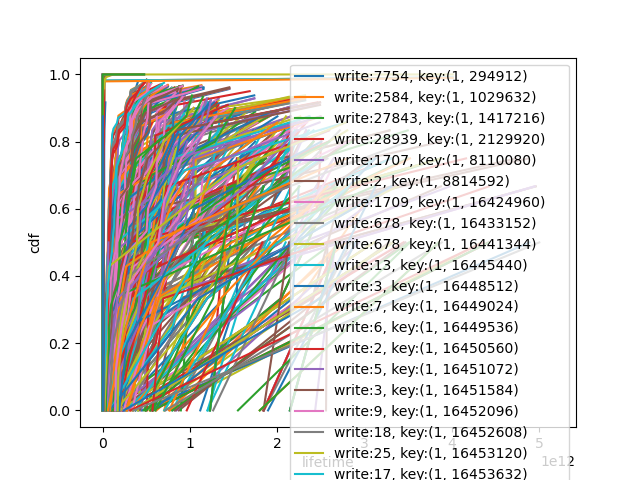 1.0
0.8
0.6
0.4
0.2
0.0
cdf
write:7754, key:(1, 294912)
write:2584, key:(1, 1029632)
write:27843, key:(1, 1417216)
write:28939, key:(1, 2129920)
write:1707, key:(1, 8110080)
write:2, key:(1, 8814592)
write:1709, key:(1, 16424960)
write:678, key:(1, 16433152)
write:678, key:(1, 16441344)
write:13, key:(1, 16445440)
write:3, key:(1, 16448512)
write:7, key:(1, 16449024)
write:6, key:(1, 16449536)
write:2, key:(1, 16450560)
write:5, key:(1, 16451072)
write:3, key:(1, 16451584)
write:9, key:(1, 16452096)
write:18, key:(1, 16452608)
write:25, key:(1, 16453120)
write:17, key:(1, 16453632)
0 1 2 3 4 5
lifetime
1e12